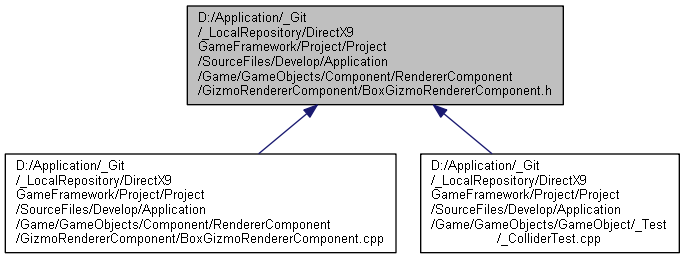 D:/Application/_Git
/_LocalRepository/DirectX9
GameFramework/Project/Project
/SourceFiles/Develop/Application
/Game/GameObjects/Component/RendererComponent
/GizmoRendererComponent/BoxGizmoRendererComponent.h
D:/Application/_Git
/_LocalRepository/DirectX9
GameFramework/Project/Project
/SourceFiles/Develop/Application
/Game/GameObjects/Component/RendererComponent
/GizmoRendererComponent/BoxGizmoRendererComponent.cpp
D:/Application/_Git
/_LocalRepository/DirectX9
GameFramework/Project/Project
/SourceFiles/Develop/Application
/Game/GameObjects/GameObject/_Test
/_ColliderTest.cpp